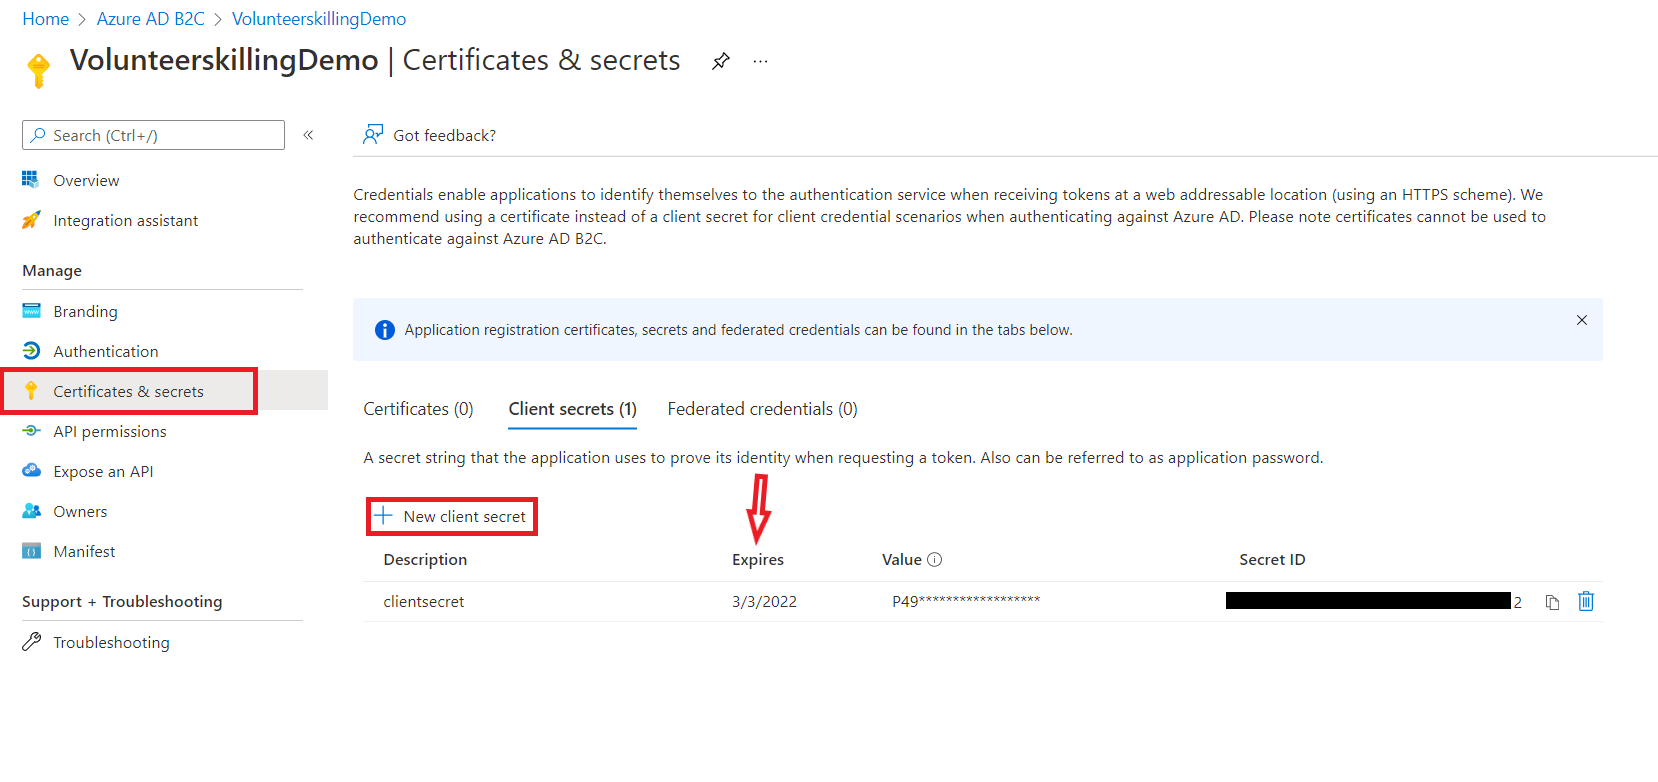 Home > Azure AD B2C > VolunteerskillingDemo
VolunteerskillingDemo | Certificates & secrets ...
Search (Ctrl+/) «
Overview
Integration assistant
Manage
Branding
Authentication
Certificates & secrets
API permissions
Expose an API
Owners
Manifest
Support + Troubleshooting
Troubleshooting
Got feedback?
Credentials enable applications to identify themselves to the authentication service when receiving tokens at a web addressable location (using an HTTPS scheme). We
recommend using a certificate instead of a client secret for client credential scenarios when authenticating against Azure AD. Please note certificates cannot be used to
authenticate against Azure AD B2C.
Application registration certificates, secrets and federated credentials can be found in the tabs below.
Certificates (0) Client secrets (1) Federated credentials (0)
A secret string that the application uses to prove its identity when requesting a token. Also can be referred to as application password.
New client secret
Description Expires Value Secret ID
clientsecret 3/3/2022 P49****************** 2